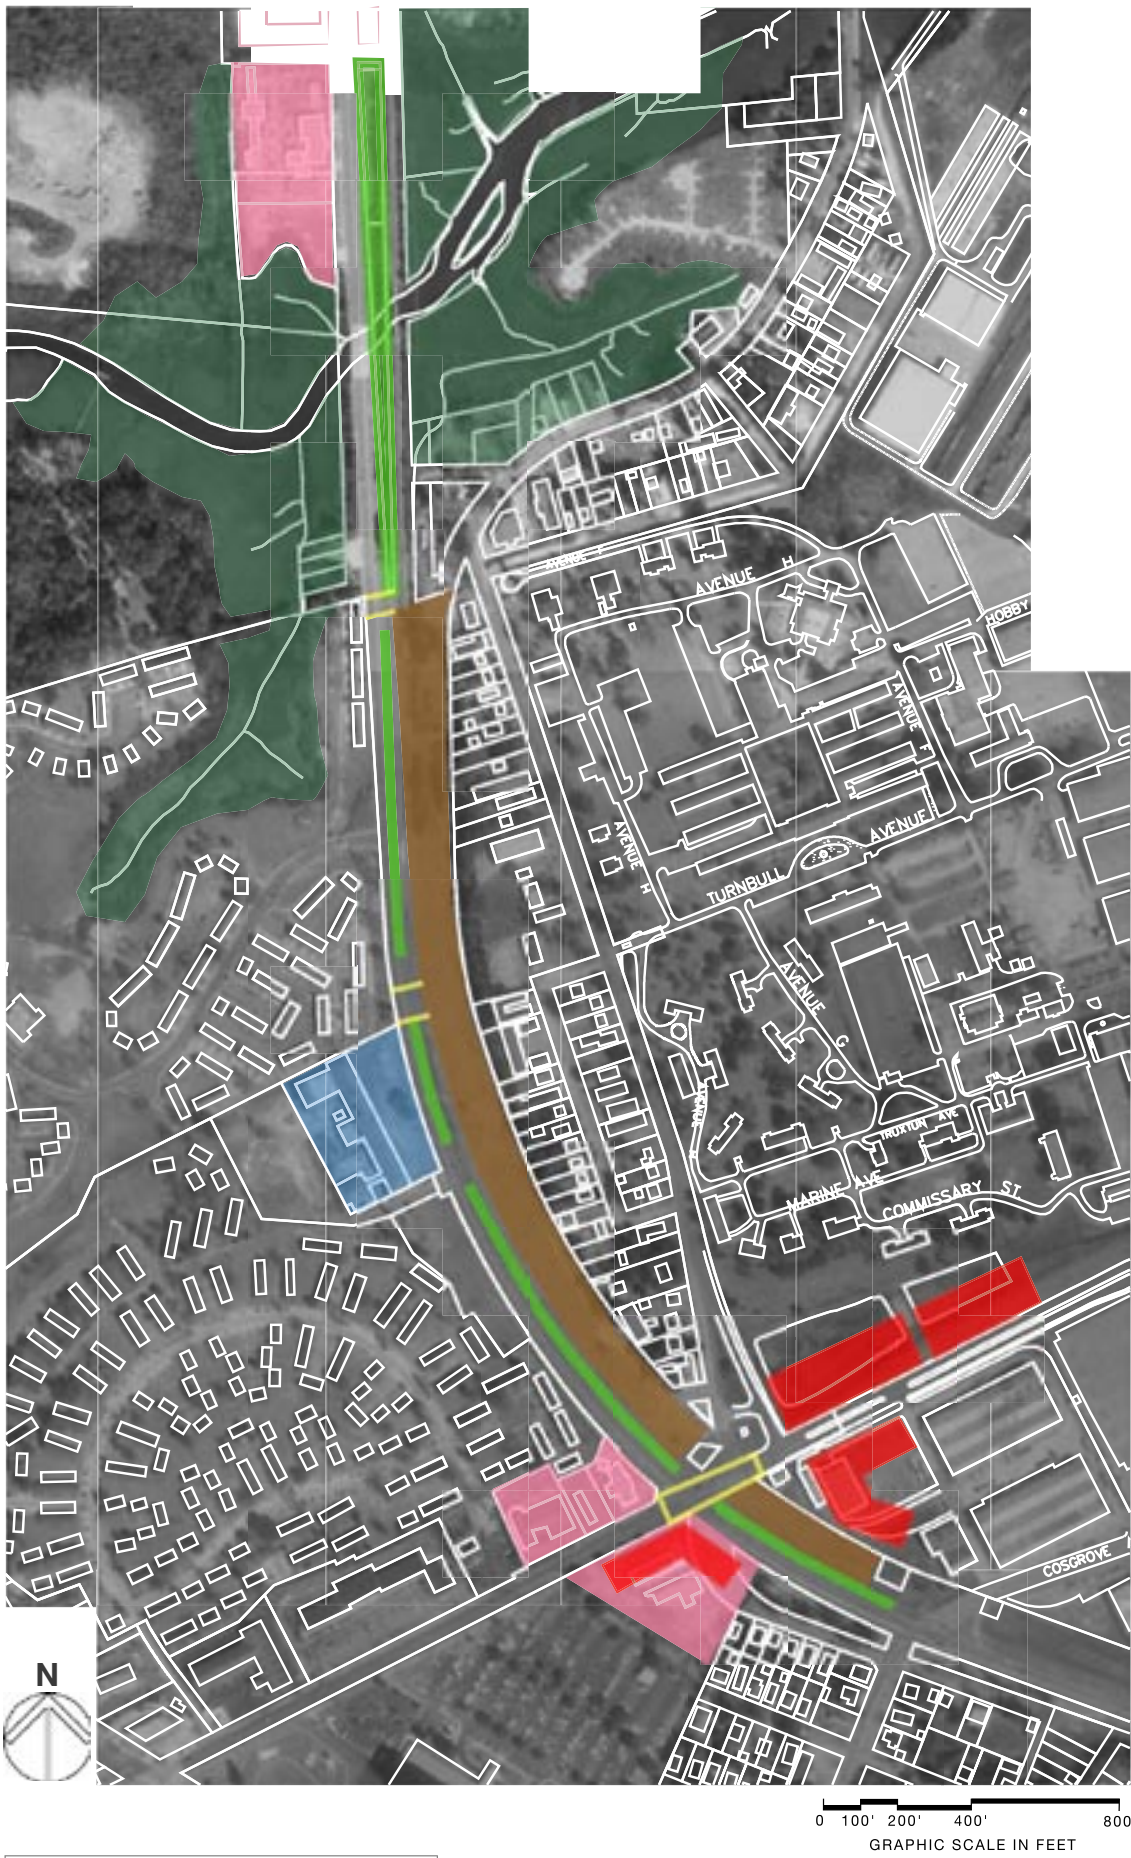 AVENUE F
AVENUE H
HOBBY
AVENUE F
AVENUE H
TURNBULL AVENUE
AVENUE G
AVENUE H
TRUXTON AVE
MARINE AVE
COMMISSARY ST
COSGROVE
N
0 100' 200' 400' 800
GRAPHIC SCALE IN FEET